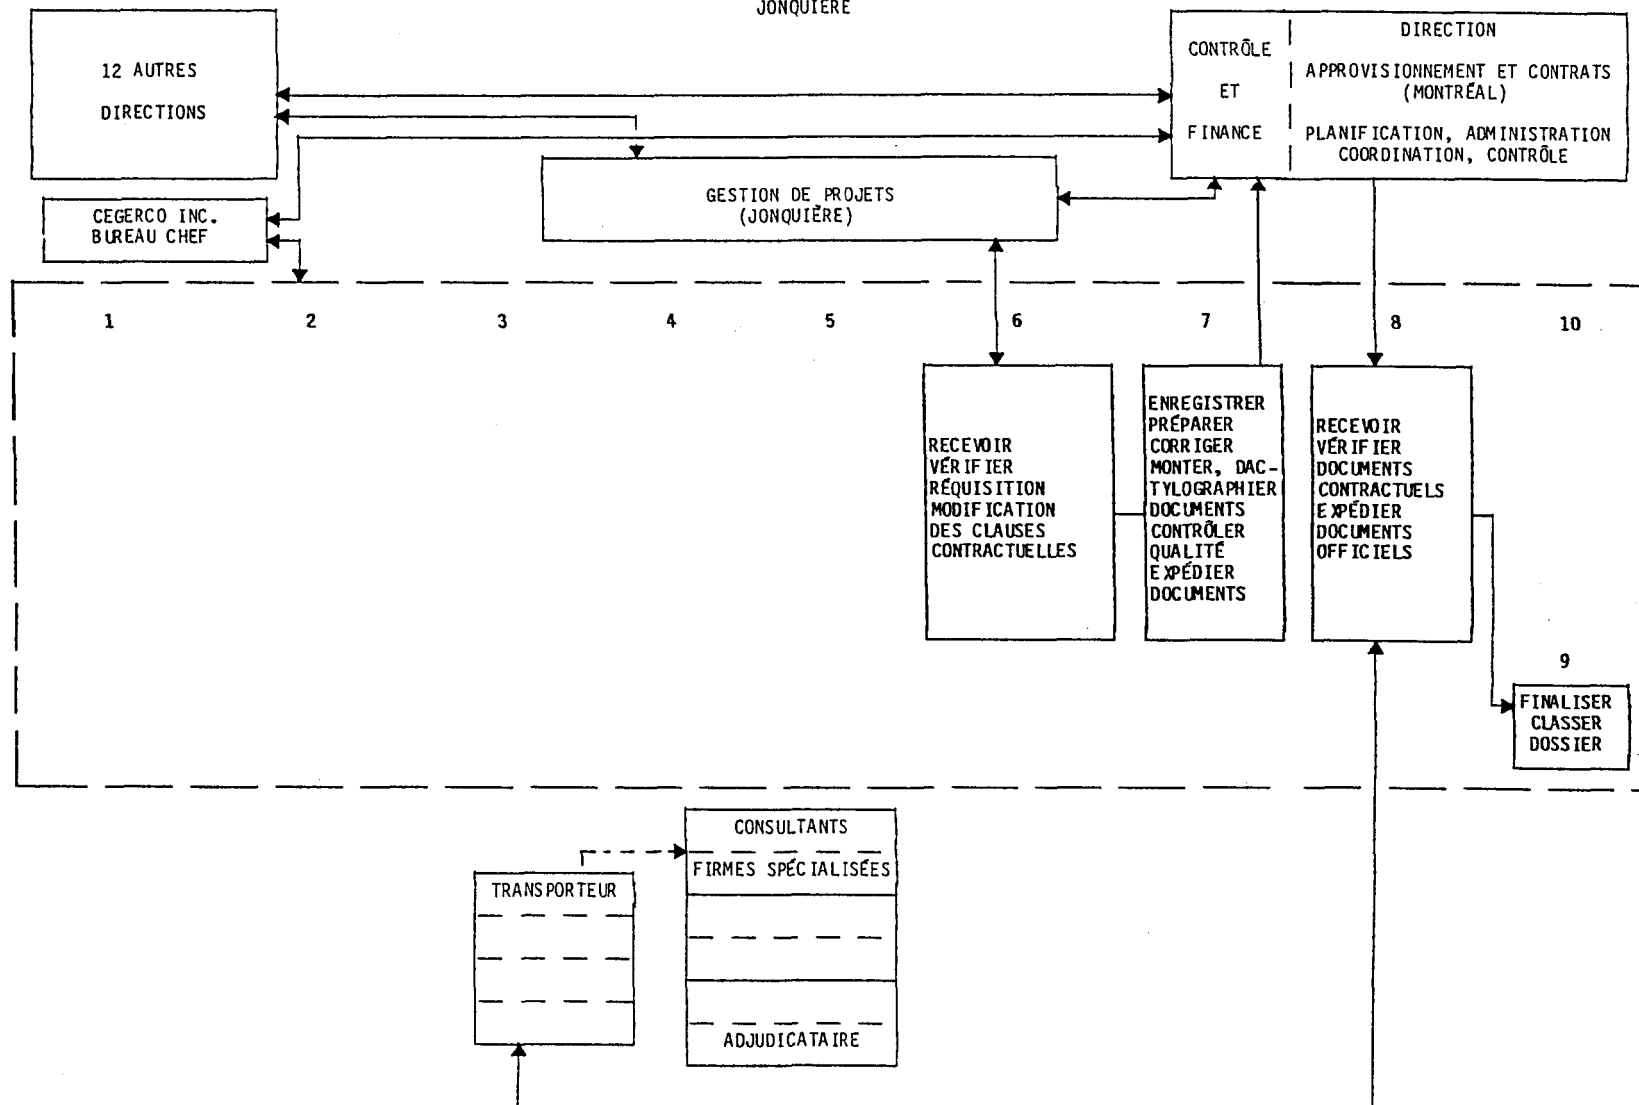 JONQUIÈRE
12 AUTRES
DIRECTIONS
CONTRÔLE
ET
FINANCE
DIRECTION
APPROVISIONNEMENT ET CONTRATS
(MONTRÉAL)
PLANIFICATION, ADMINISTRATION
COORDINATION, CONTRÔLE
GESTION DE PROJETS
(JONQUIÈRE)
CEGERCO INC.
BUREAU CHEF
1 2 3 4 5 6 7 8 10
RECEVOIR
VÉRIFIER
RÉQUISITION
MODIFICATION
DES CLAUSES
CONTRACTUELLES
ENREGISTRER
PRÉPARER
CORRIGER
MONTER, DAC-
TYLOGRAPHIER
DOCUMENTS
CONTRÔLER
QUALITÉ
EXPÉDIER
DOCUMENTS
RECEVOIR
VÉRIFIER
DOCUMENTS
CONTRACTUELS
EXPÉDIER
DOCUMENTS
OFFICIELS
9
FINALISER
CLASSER
DOSSIER
CONSULTANTS
FIRMES SPÉCIALISÉES
ADJUDICATAIRE
TRANSPORTEUR